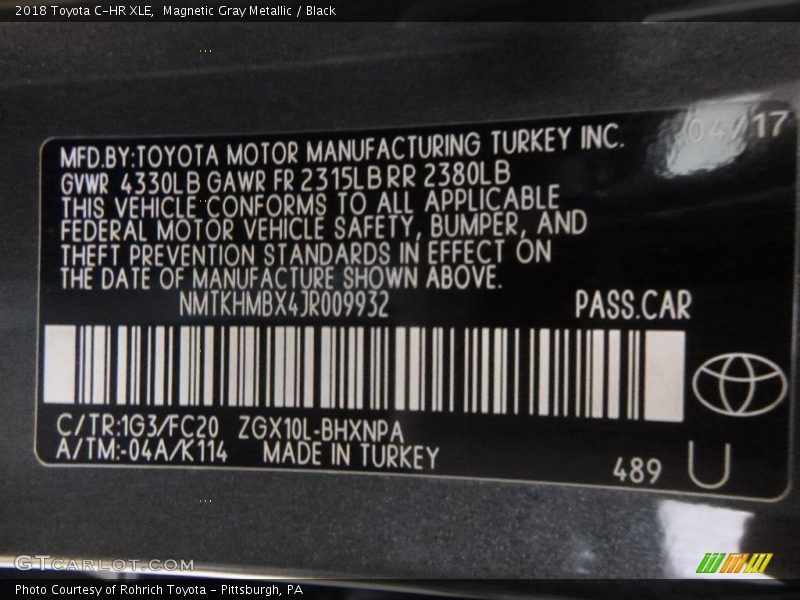 2018 Toyota C-HR XLE,  Magnetic Gray Metallic / Black
04/17
MFD.BY:TOYOTA MOTOR MANUFACTURING TURKEY INC.
GVWR 4330LB GAWR FR 2315LB RR 2380LB
THIS VEHICLE CONFORMS TO ALL APPLICABLE
FEDERAL MOTOR VEHICLE SAFETY, BUMPER, AND
THEFT PREVENTION STANDARDS IN EFFECT ON
THE DATE OF MANUFACTURE SHOWN ABOVE.
NMTKHMBX4JR009932 PASS.CAR
C/TR:1G3/FC20 ZGX10L-BHXNPA
A/TM:-04A/K114 MADE IN TURKEY
489 U
GTCARLOT.COM
Photo Courtesy of Rohrich Toyota - Pittsburgh, PA